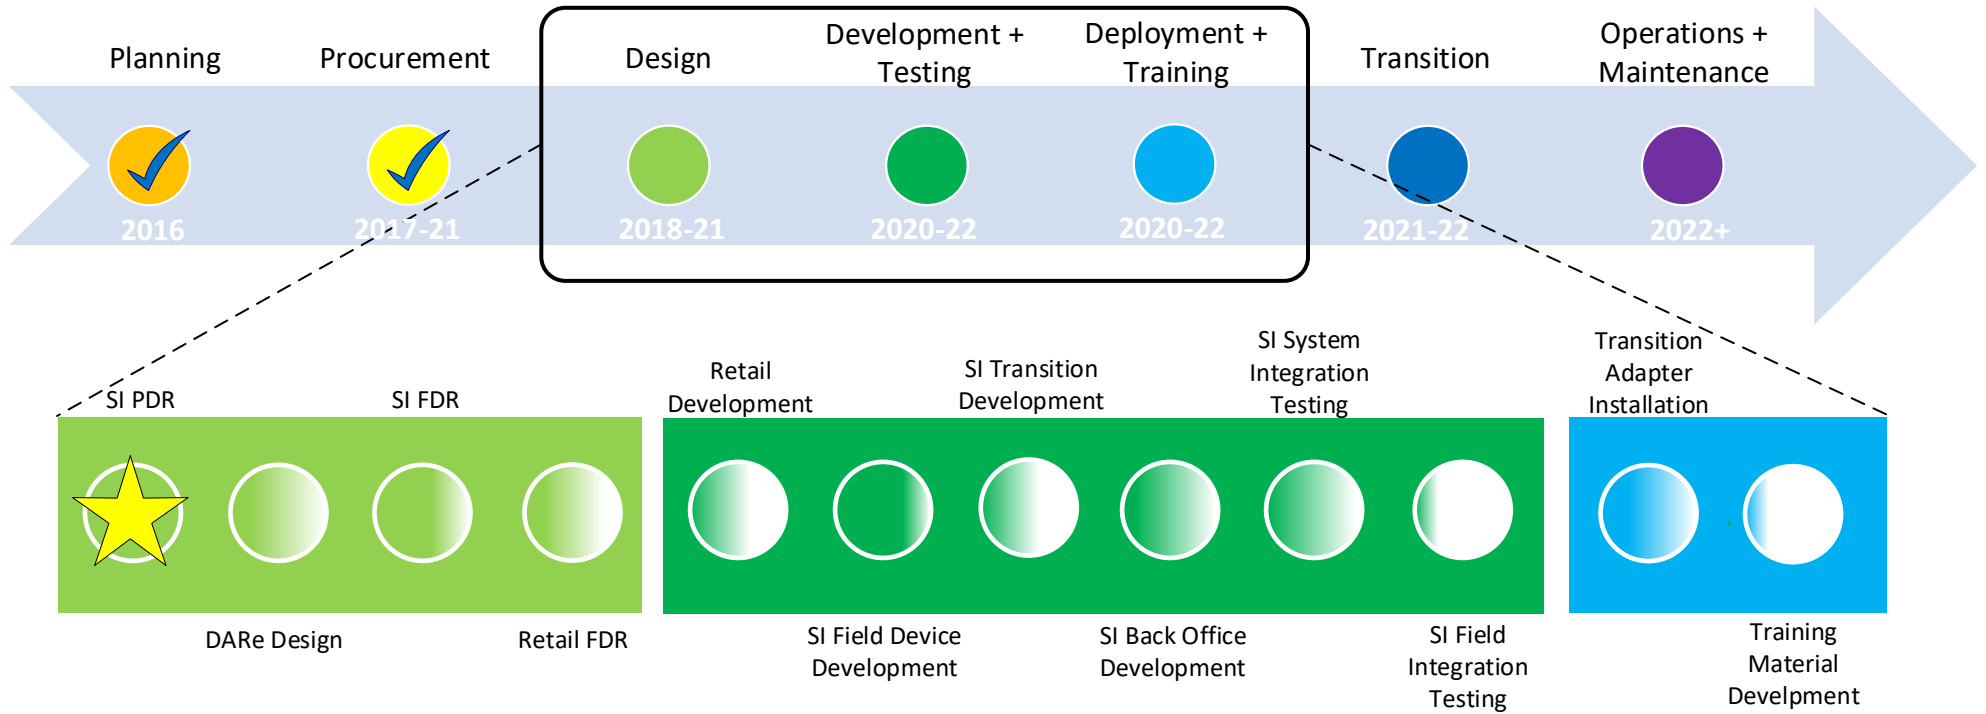 Planning
Procurement
Design
Development +
Testing
Deployment +
Training
Transition
Operations +
Maintenance
2016
2017-21
2018-21
2020-22
2020-22
2021-22
2022+
SI PDR
SI FDR
Retail
Development
SI Transition
Development
SI System
Integration
Testing
Transition
Adapter
Installation
DARe Design
Retail FDR
SI Field Device
Development
SI Back Office
Development
SI Field
Integration
Testing
Training
Material
Develpment